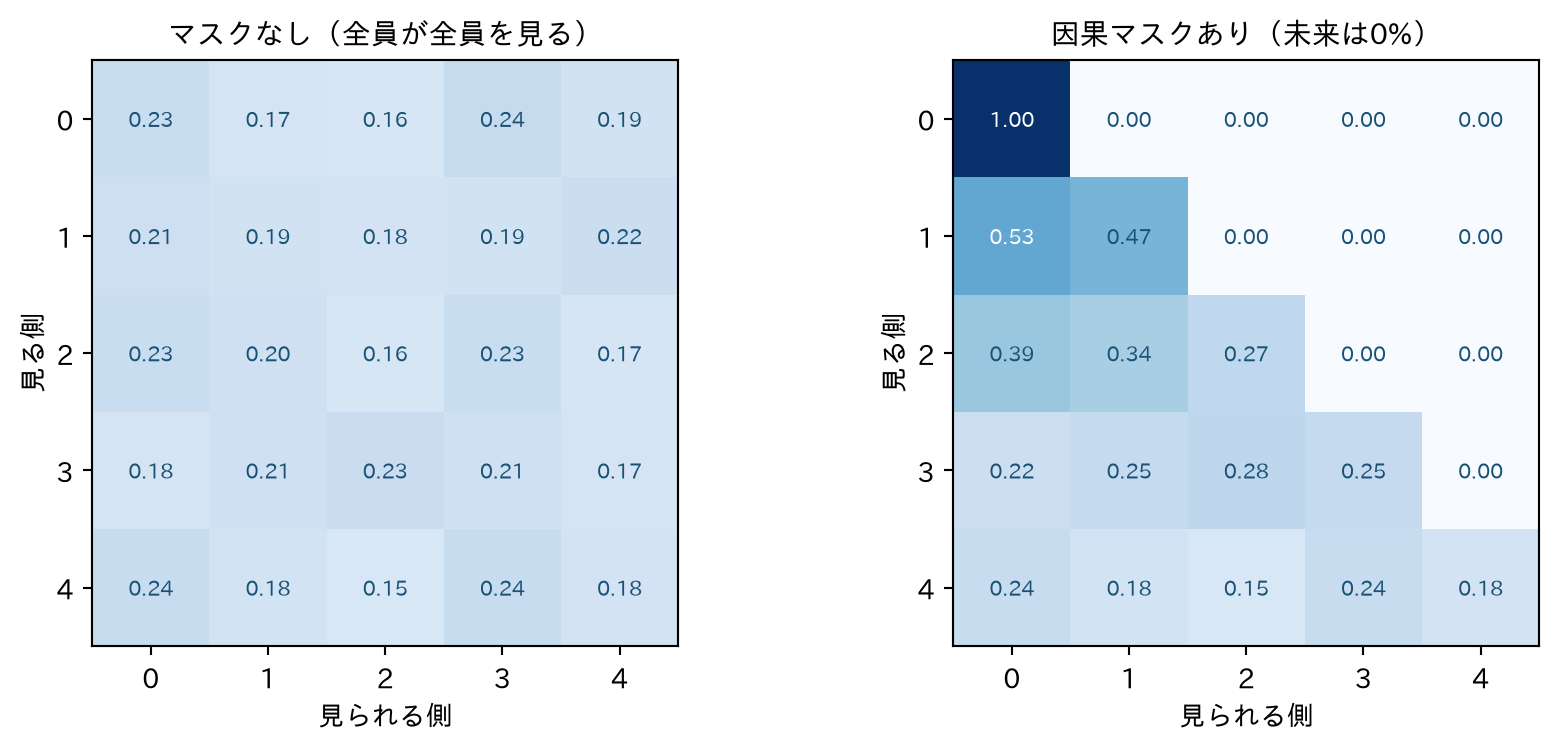 マスクなし（全員が全員を見る）
見る側
0 0.23 0.17 0.16 0.24 0.19
1 0.21 0.19 0.18 0.19 0.22
2 0.23 0.20 0.16 0.23 0.17
3 0.18 0.21 0.23 0.21 0.17
4 0.24 0.18 0.15 0.24 0.18
0 1 2 3 4
見られる側
因果マスクあり（未来は0%）
見る側
0 1.00 0.00 0.00 0.00 0.00
1 0.53 0.47 0.00 0.00 0.00
2 0.39 0.34 0.27 0.00 0.00
3 0.22 0.25 0.28 0.25 0.00
4 0.24 0.18 0.15 0.24 0.18
0 1 2 3 4
見られる側